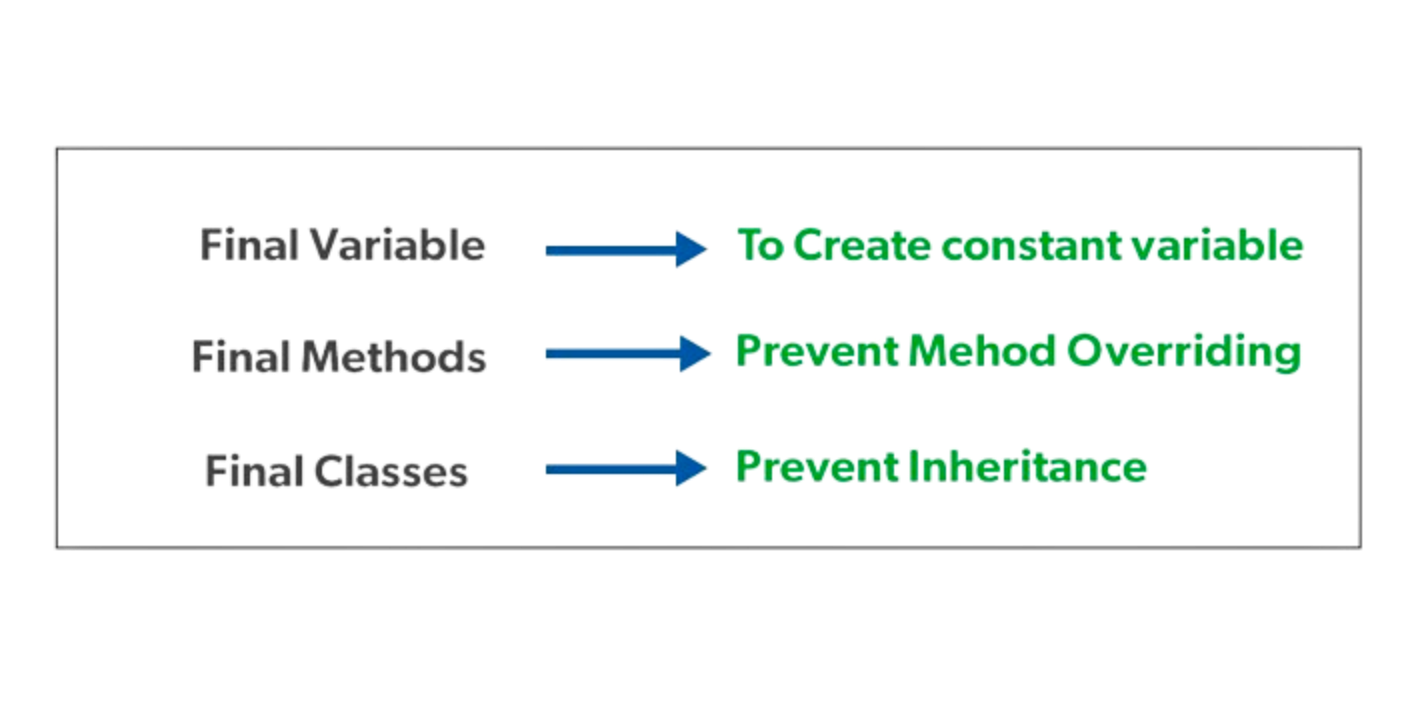 Final Variable To Create constant variable
Final Methods Prevent Mehod Overriding
Final Classes Prevent Inheritance